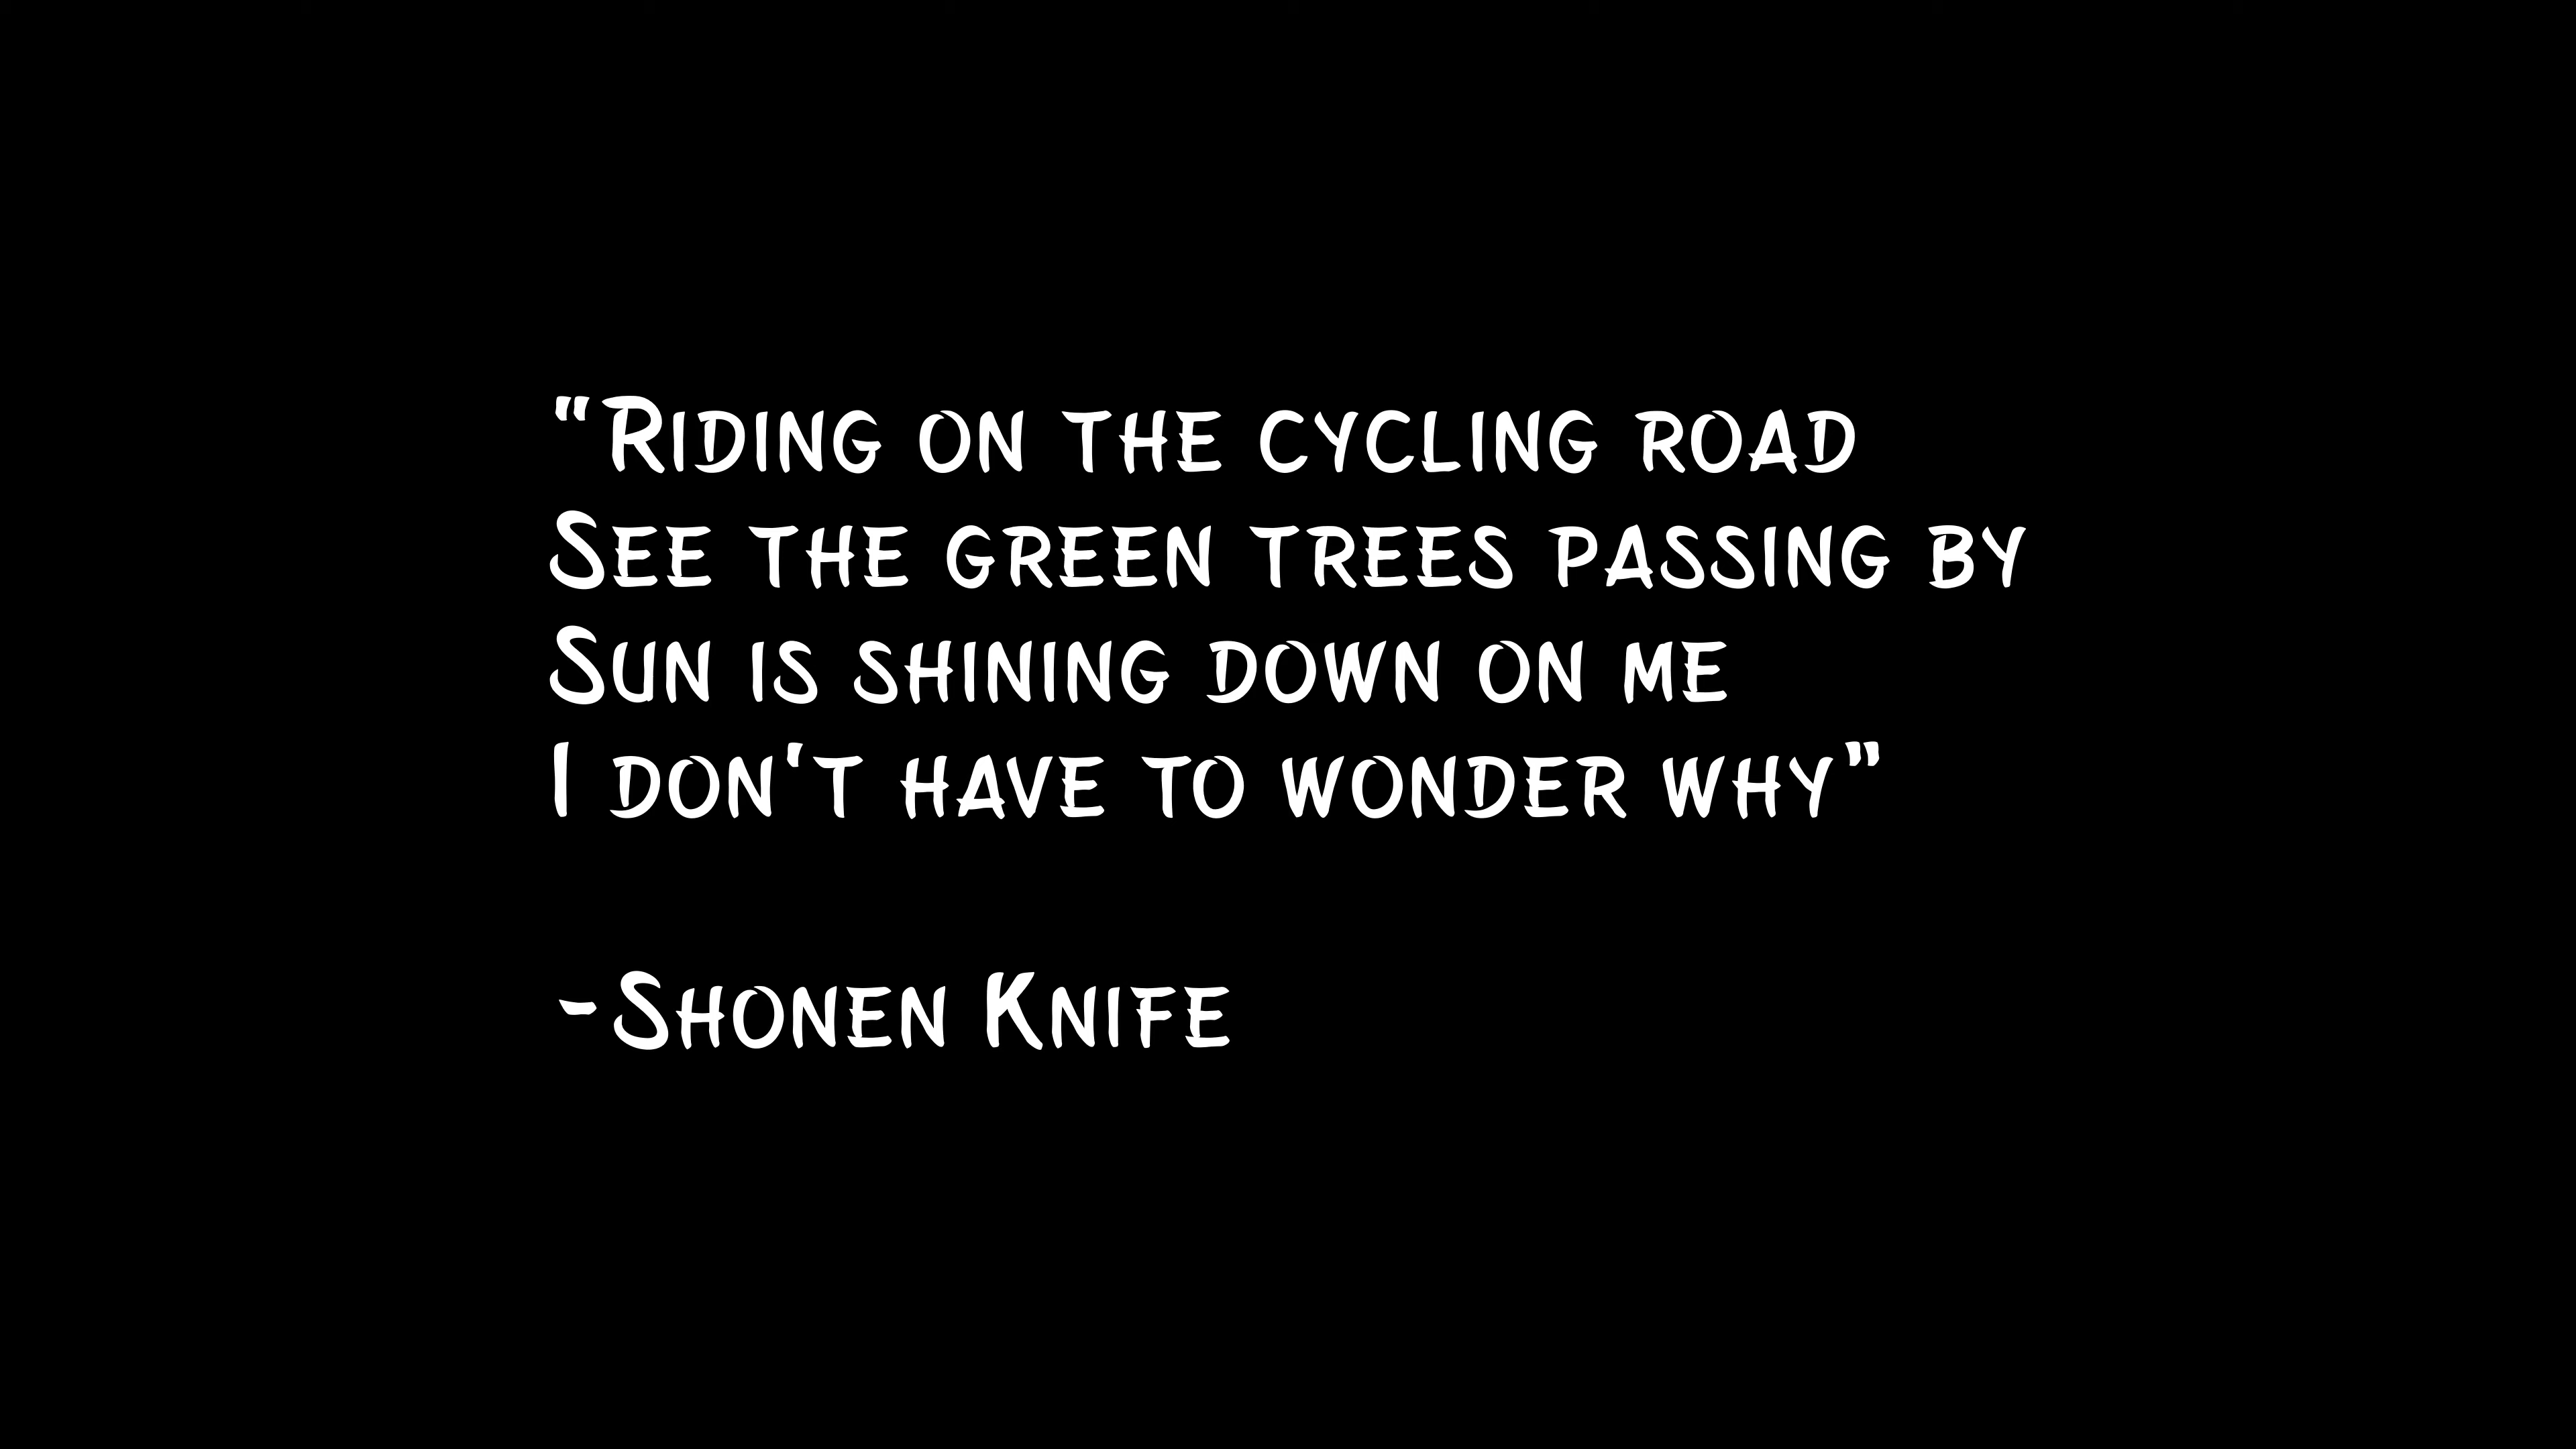 "Riding on the cycling road
See the green trees passing by
Sun is shining down on me
I don‘t have to wonder why"
-Shonen Knife